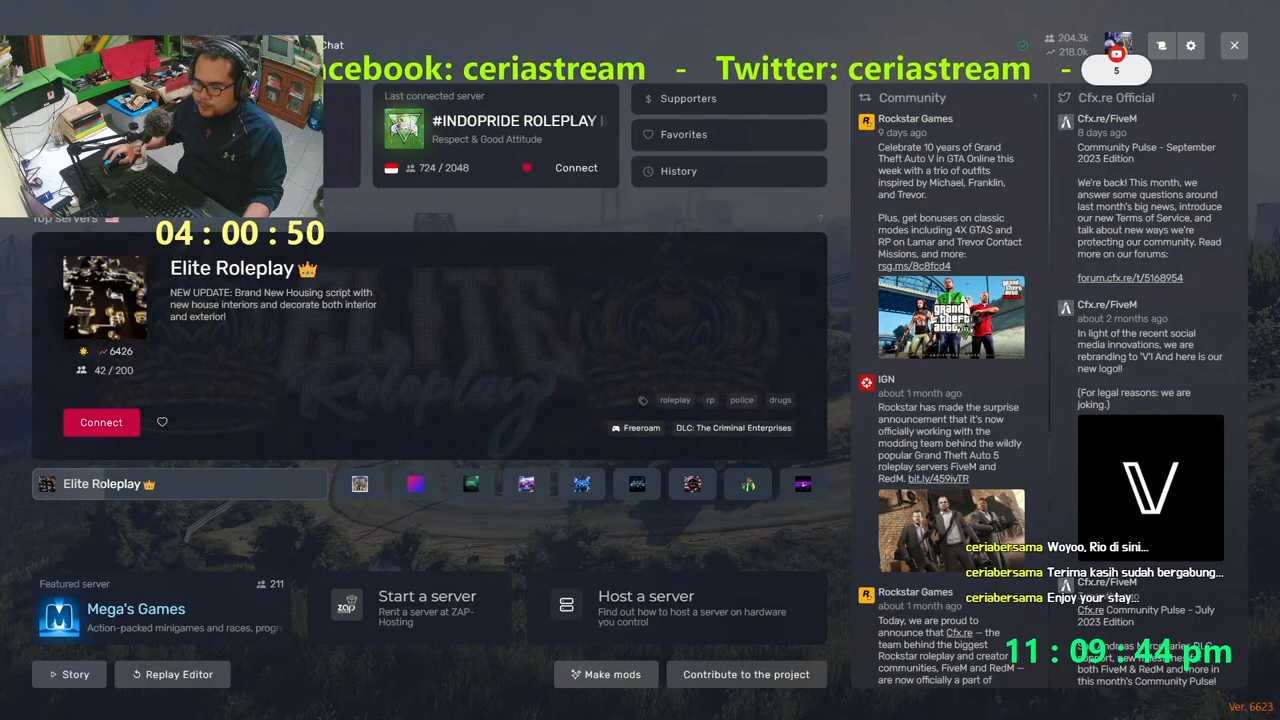 Chat
cebook: ceriastream - Twitter: ceriastream -
204.3k
218.0k
5
Last connected server
#INDOPRIDE ROLEPLAY
Respect & Good Attitude
724 / 2048
Connect
Supporters
Favorites
History
Top servers
?
04 : 00 : 50
Elite Roleplay
NEW UPDATE: Brand New Housing script with
new house interiors and decorate both interior
and exterior!
6426
42 / 200
Connect
roleplay rp police drugs
Freeroam DLC: The Criminal Enterprises
Elite Roleplay
Featured server
211
Mega's Games
Action-packed minigames and races, progr
Start a server
Rent a server at ZAP-
Hosting
Host a server
Find out how to host a server on hardware
you control
Story
Replay Editor
Make mods
Contribute to the project
Community ?
Rockstar Games
9 days ago
Celebrate 10 years of Grand
Theft Auto V in GTA Online this
week with a trio of outfits
inspired by Michael, Franklin,
and Trevor.
Plus, get bonuses on classic
modes including 4X GTA$ and
RP on Lamar and Trevor Contact
Missions, and more:
rsg.ms/8c8fcd4
grand
theft
auto
IGN
about 1 month ago
Rockstar has made the surprise
announcement that it's now
officially working with the
modding team behind the wildly
popular Grand Theft Auto 5
roleplay servers FiveM and
RedM. bit.ly/459iyTR
Rockstar Games
about 1 month ago
Today, we are proud to
announce that Cfx.re — the
team behind the biggest
Rockstar roleplay and creator
communities, FiveM and RedM —
are now officially a part of
Cfx.re Official ?
Cfx.re/FiveM
8 days ago
Community Pulse - September
2023 Edition
We're back! This month, we
answer some questions around
last month's big news, introduce
our new Terms of Service, and
talk about new ways we're
protecting our community. Read
more on our forums:
forum.cfx.re/t/5168954
Cfx.re/FiveM
about 2 months ago
In light of the recent social
media innovations, we are
rebranding to 'V'! And here is our
new logo!!
(For legal reasons: we are
joking.)
V
ceriabersama Woyoo, Rio di sini...
ceriabersama Terima kasih sudah bergabung...
Cfx.re/FiveM
ceriabersama Enjoy your stay...
Cfx.re Community Pulse - July
2023 Edition
11 : 09 : 44 pm
both FiveM & RedM and more in
this month's Community Pulse!
Ver. 6623